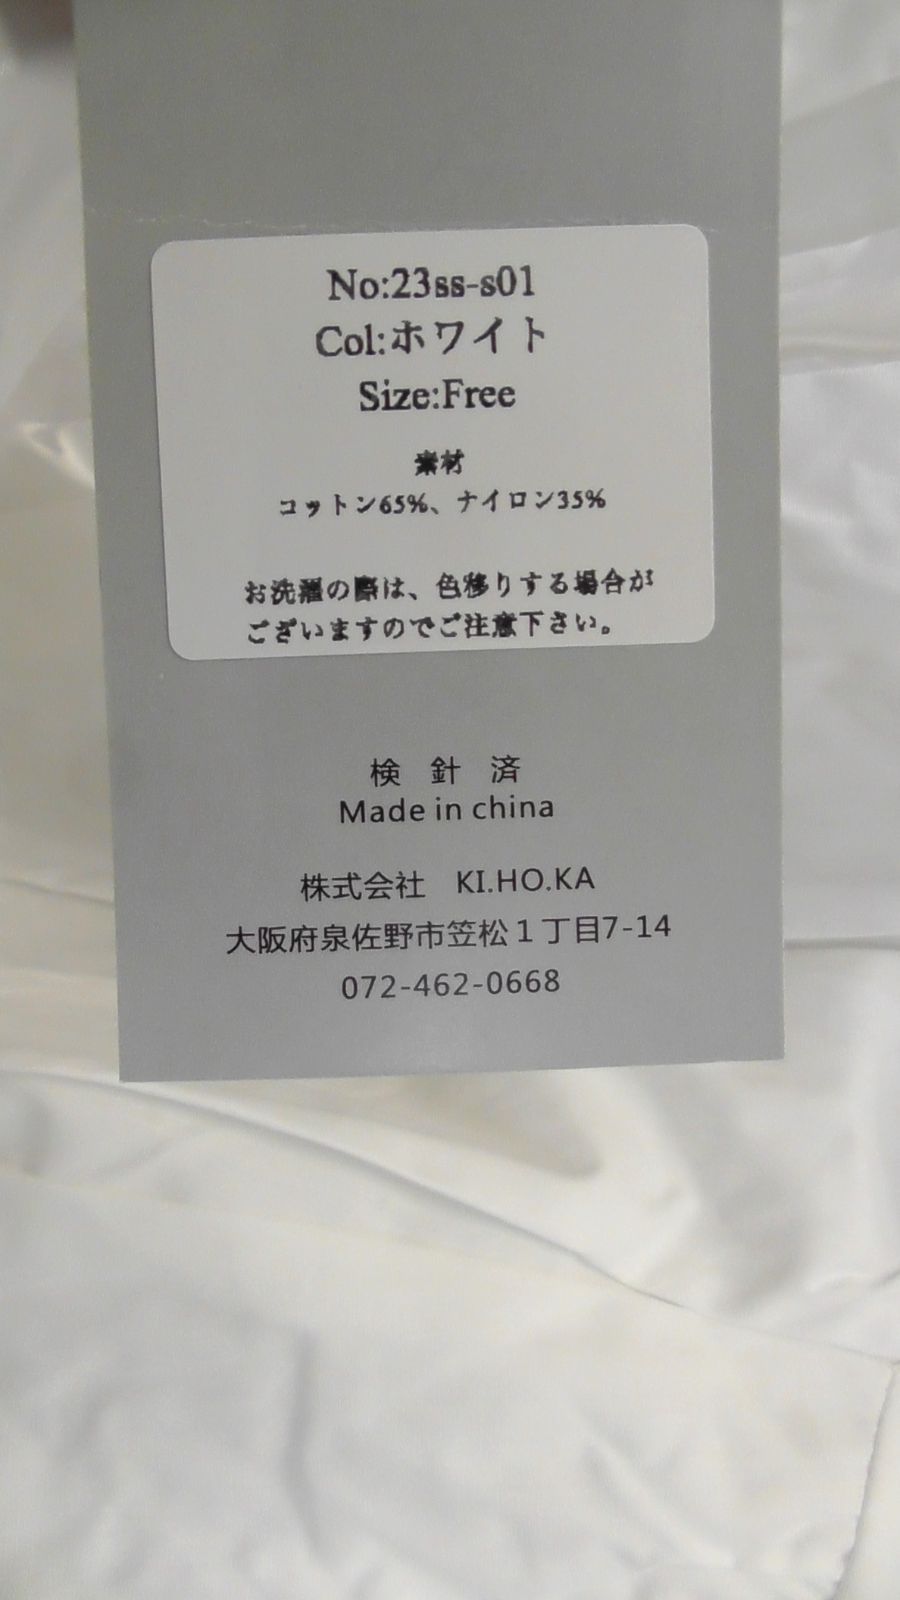 No:23ss-s01
Col:ホワイト
Size:Free
素材
コットン65%、ナイロン35%
お洗濯の際は、色移りする場合が
ございますのでご注意下さい。
検 針 済
Made in china
株式会社 KI.HO.KA
大阪府泉佐野市笠松1丁目7-14
072-462-0668